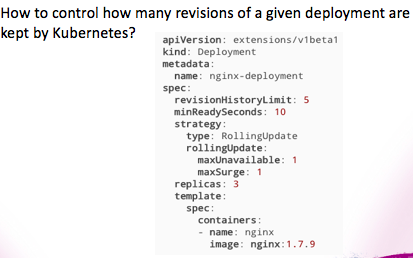 How to control how many revisions of a given deployment are
kept by Kubernetes?
apiVersion: extensions/v1beta1
kind: Deployment
metadata:
  name: nginx-deployment
spec:
  revisionHistoryLimit: 5
  minReadySeconds: 10
  strategy:
    type: RollingUpdate
    rollingUpdate:
      maxUnavailable: 1
      maxSurge: 1
  replicas: 3
  template:
    spec:
      containers:
      - name: nginx
        image: nginx:1.7.9